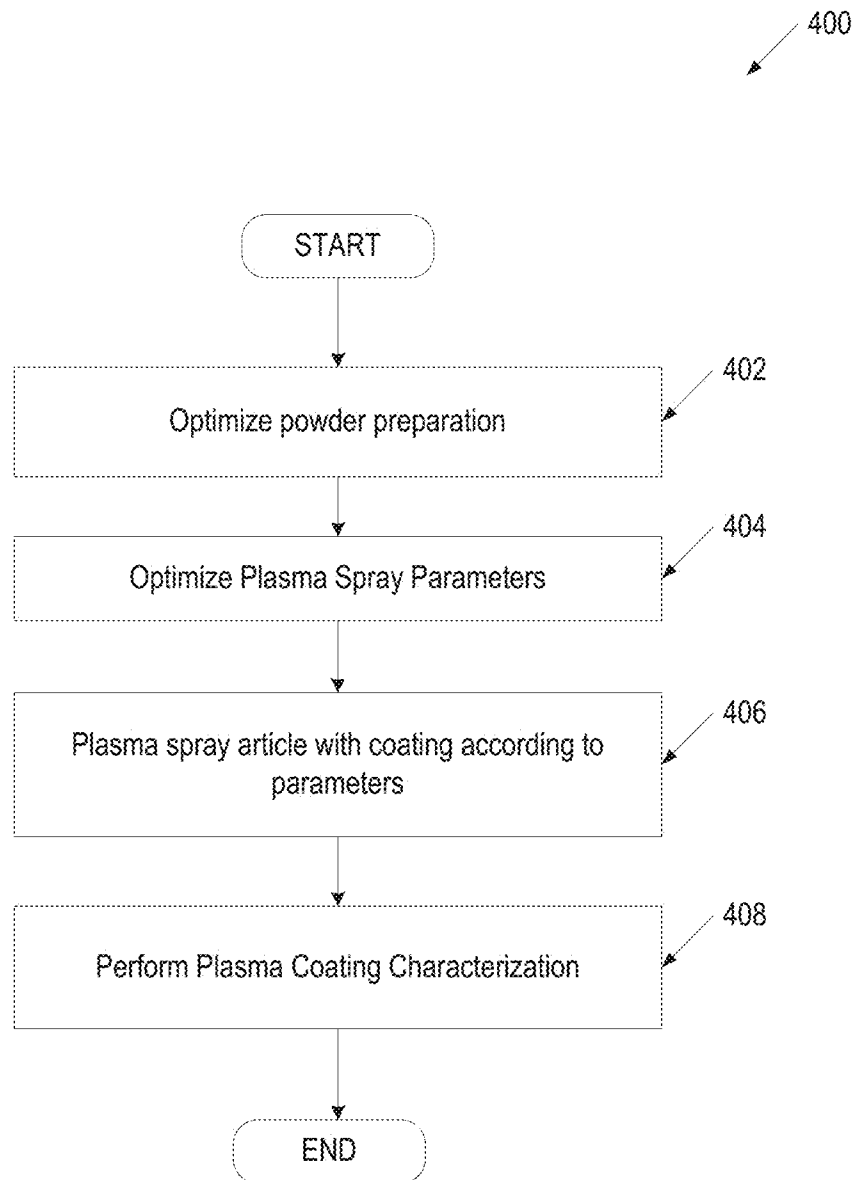 400
START
402
Optimize powder preparation
404
Optimize Plasma Spray Parameters
406
Plasma spray article with coating according to
parameters
408
Perform Plasma Coating Characterization
END